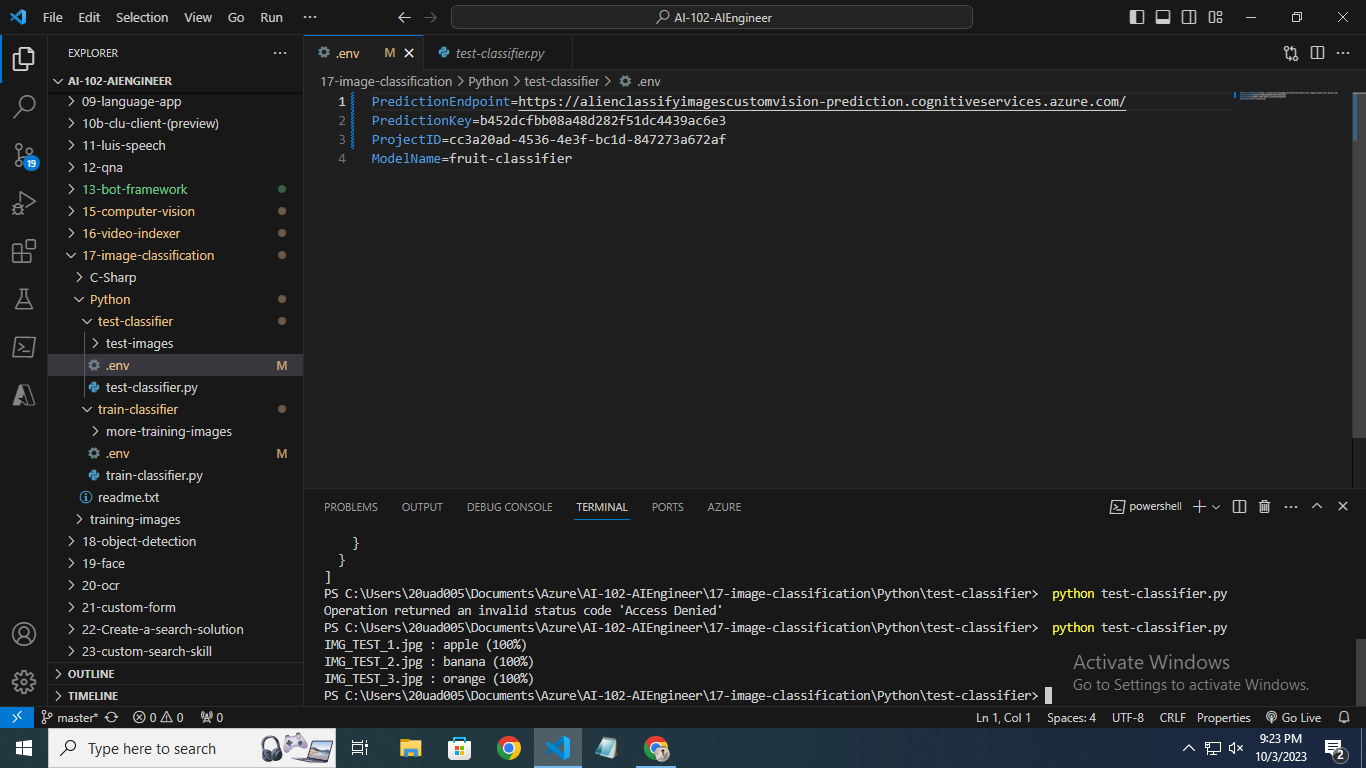 File Edit Selection View Go Run ···
AI-102-AIEngineer
EXPLORER
AI-102-AIENGINEER
09-language-app
10b-clu-client-(preview)
11-luis-speech
12-qna
13-bot-framework
15-computer-vision
16-video-indexer
17-image-classification
C-Sharp
Python
test-classifier
test-images
.env M
test-classifier.py
train-classifier
more-training-images
.env M
train-classifier.py
readme.txt
training-images
18-object-detection
19-face
20-ocr
21-custom-form
22-Create-a-search-solution
23-custom-search-skill
OUTLINE
TIMELINE
19
.env M
test-classifier.py
17-image-classification > Python > test-classifier > .env
1 PredictionEndpoint=https://alienclassifyimagescustomvision-prediction.cognitiveservices.azure.com/
2 PredictionKey=b452dcfbb08a48d282f51dc4439ac6e3
3 ProjectID=cc3a20ad-4536-4e3f-bc1d-847273a672af
4 ModelName=fruit-classifier
PROBLEMS OUTPUT DEBUG CONSOLE TERMINAL PORTS AZURE
powershell
}
}
]
PS C:\Users\20uad005\Documents\Azure\AI-102-AIEngineer\17-image-classification\Python\test-classifier> python test-classifier.py
Operation returned an invalid status code 'Access Denied'
PS C:\Users\20uad005\Documents\Azure\AI-102-AIEngineer\17-image-classification\Python\test-classifier> python test-classifier.py
IMG_TEST_1.jpg : apple (100%)
IMG_TEST_2.jpg : banana (100%)
IMG_TEST_3.jpg : orange (100%)
PS C:\Users\20uad005\Documents\Azure\AI-102-AIEngineer\17-image-classification\Python\test-classifier>
Activate Windows
Go to Settings to activate Windows.
master* 0 0 0
Ln 1, Col 1 Spaces: 4 UTF-8 CRLF Properties Go Live
Type here to search
9:23 PM
10/3/2023
2